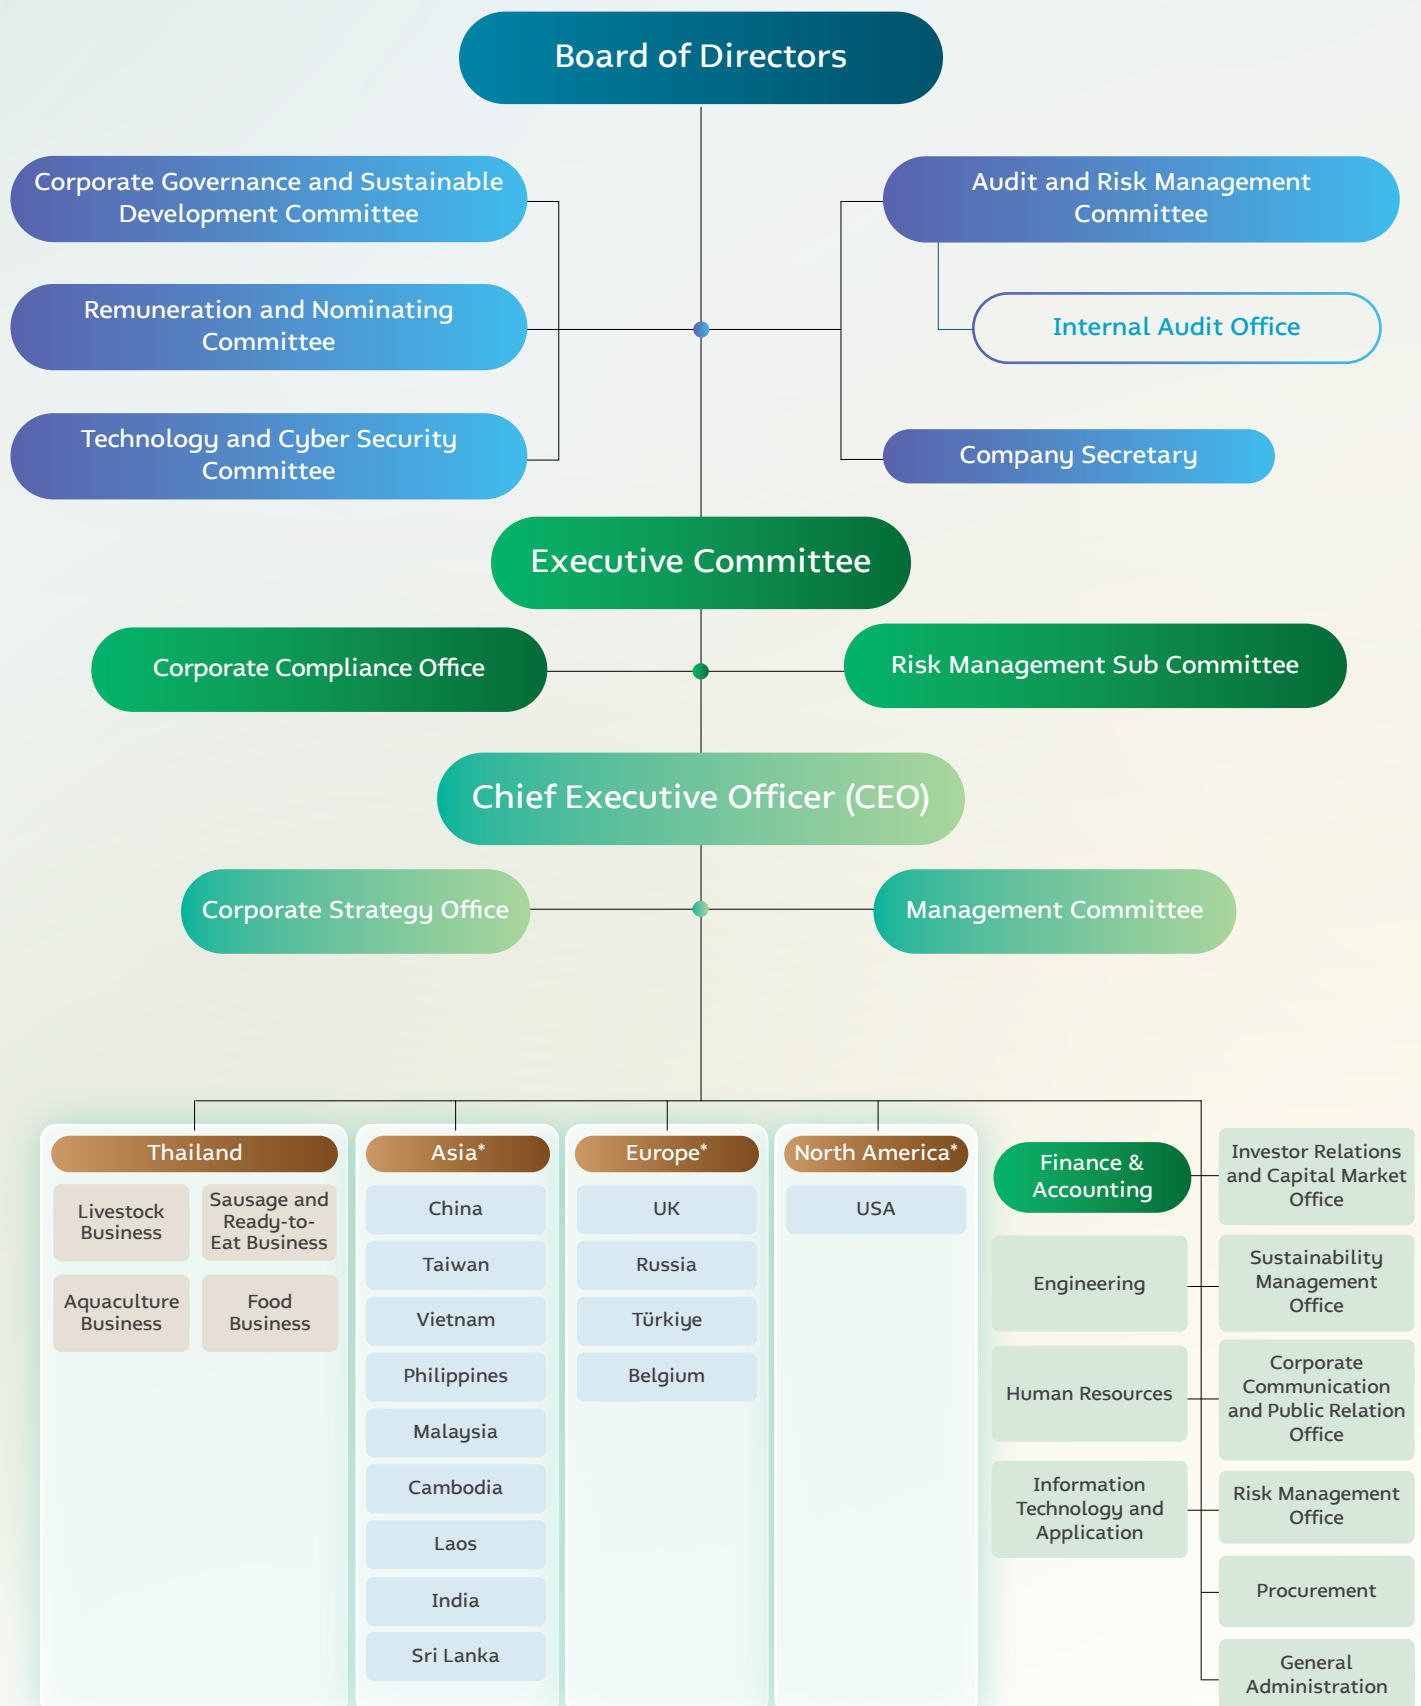 Board of Directors
Corporate Governance and Sustainable
Development Committee
Audit and Risk Management
Committee
Remuneration and Nominating
Committee
Internal Audit Office
Technology and Cyber Security
Committee
Company Secretary
Executive Committee
Corporate Compliance Office
Risk Management Sub Committee
Chief Executive Officer (CEO)
Corporate Strategy Office
Management Committee
Thailand
Livestock
Business
Sausage and
Ready-to-
Eat Business
Aquaculture
Business
Food
Business
Asia*
China
Taiwan
Vietnam
Philippines
Malaysia
Cambodia
Laos
India
Sri Lanka
Europe*
UK
Russia
Türkiye
Belgium
North America*
USA
Finance &
Accounting
Engineering
Human Resources
Information
Technology and
Application
Investor Relations
and Capital Market
Office
Sustainability
Management
Office
Corporate
Communication
and Public Relation
Office
Risk Management
Office
Procurement
General
Administration